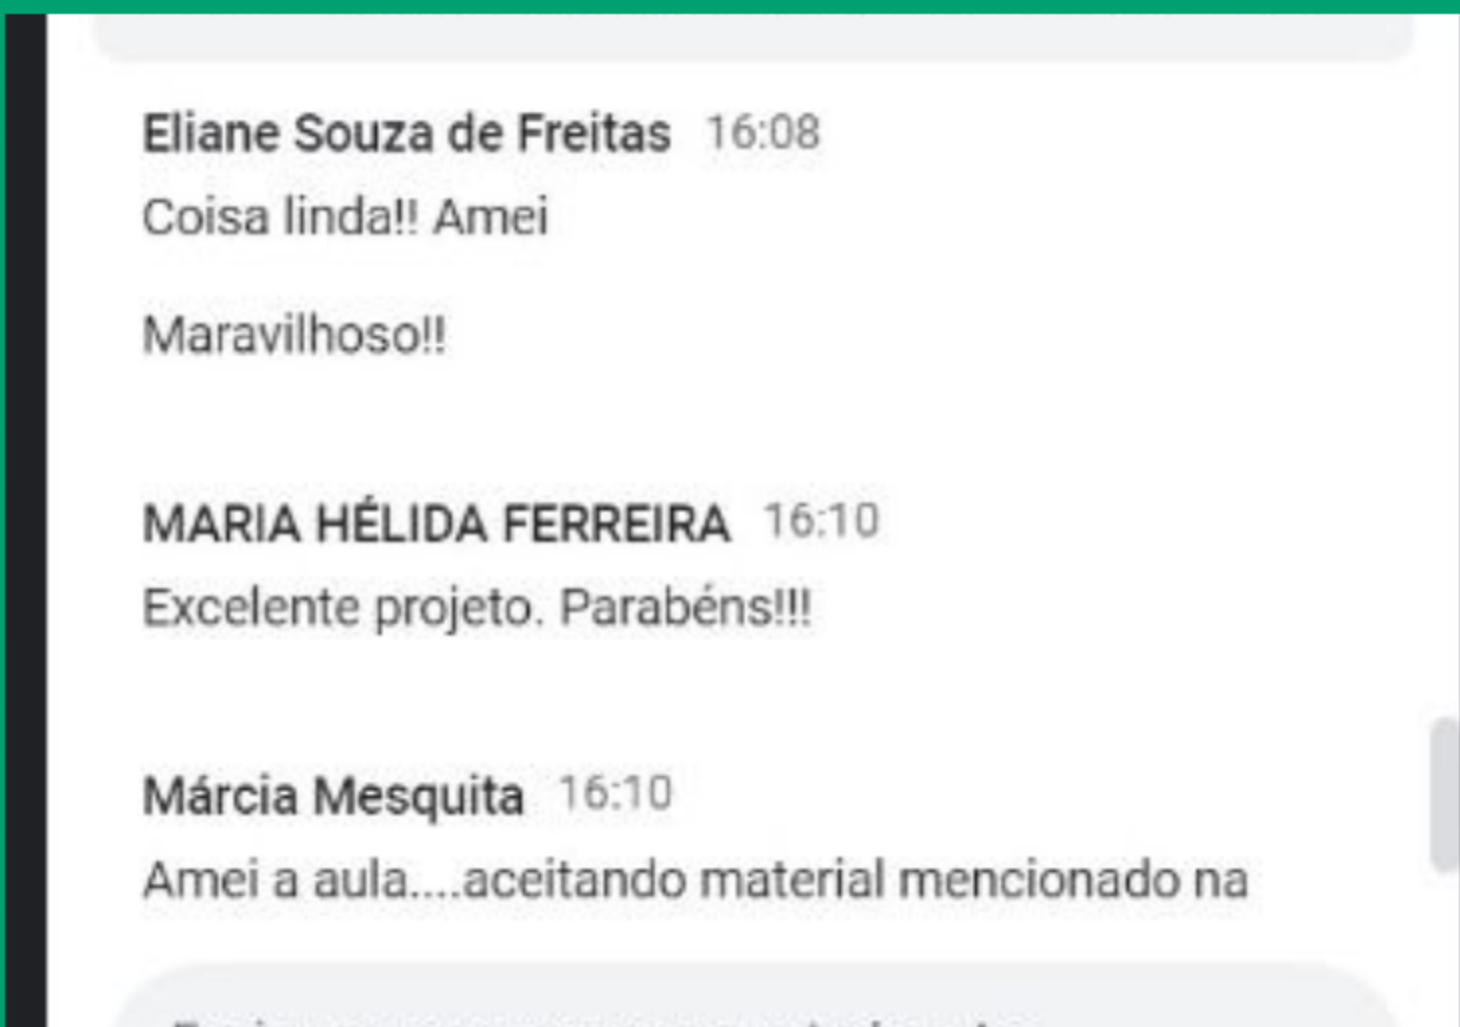 Eliane Souza de Freitas 16:08
Coisa linda!! Amei
Maravilhoso!!
MARIA HÉLIDA FERREIRA 16:10
Excelente projeto. Parabéns!!!
Márcia Mesquita 16:10
Amei a aula....aceitando material mencionado na